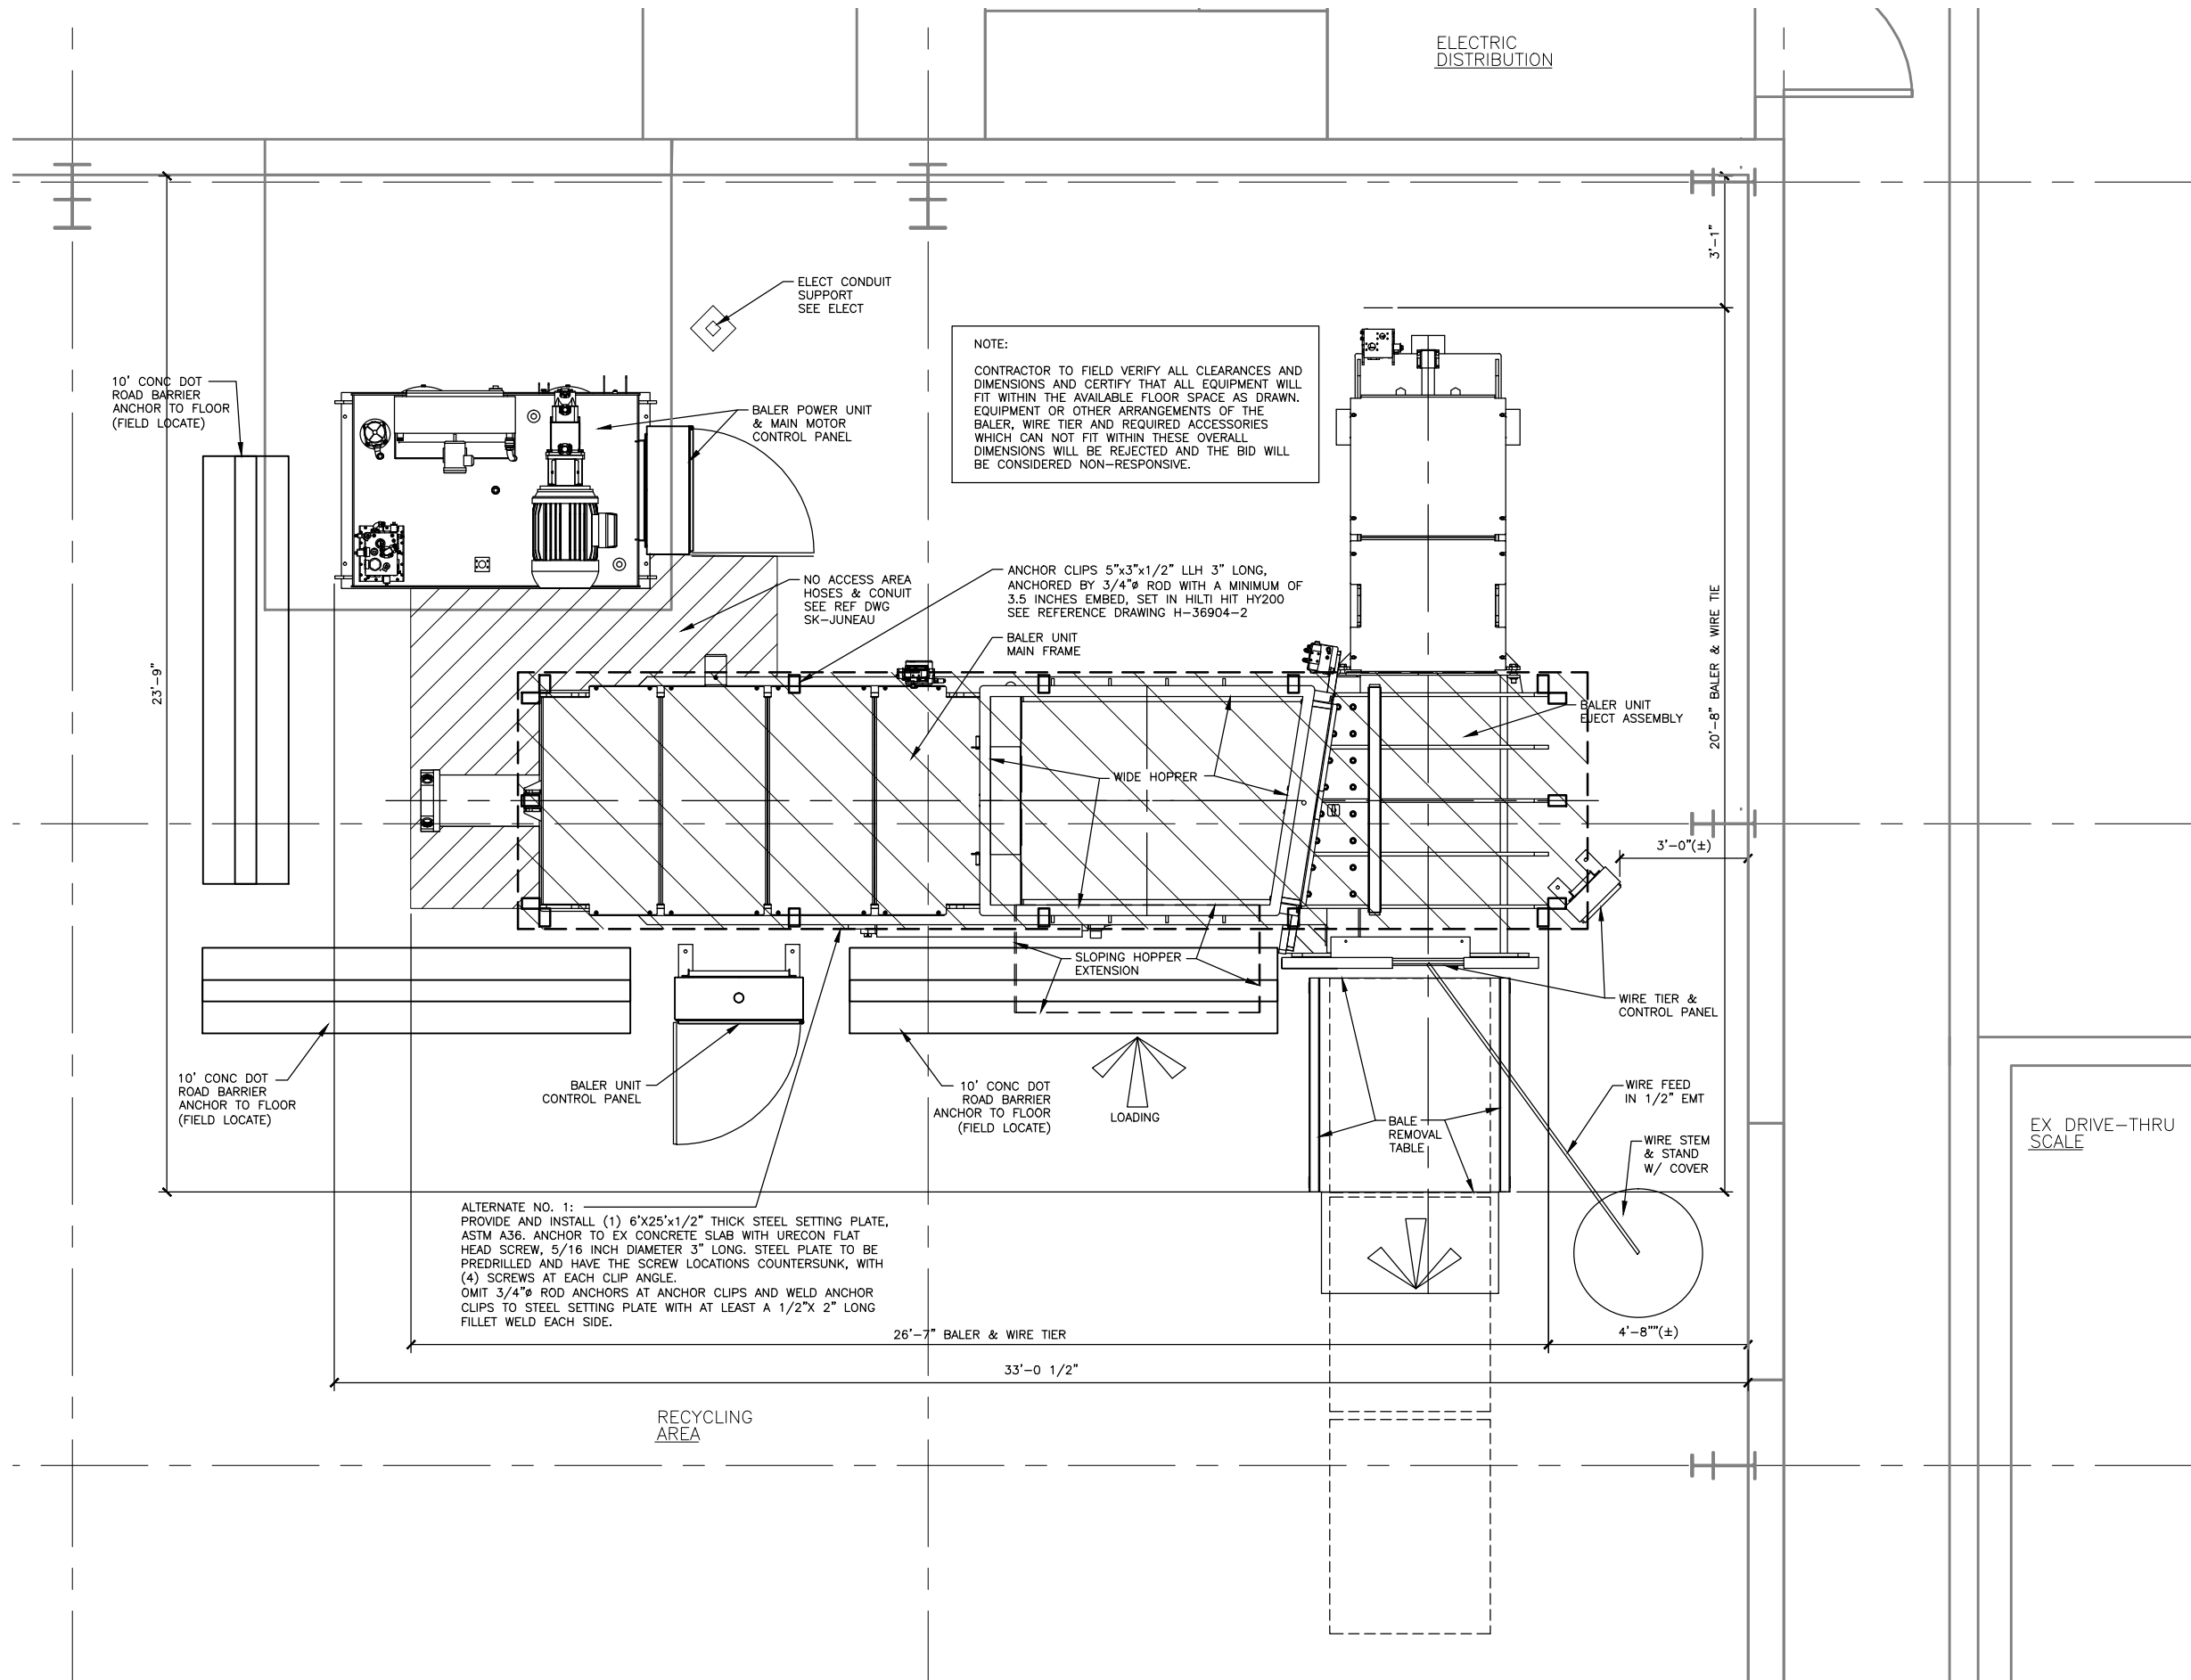 ELECTRIC
DISTRIBUTION
3'-1"
ELECT CONDUIT
SUPPORT
SEE ELECT
NOTE:
CONTRACTOR TO FIELD VERIFY ALL CLEARANCES AND
DIMENSIONS AND CERTIFY THAT ALL EQUIPMENT WILL
FIT WITHIN THE AVAILABLE FLOOR SPACE AS DRAWN.
EQUIPMENT OR OTHER ARRANGEMENTS OF THE
BALER, WIRE TIER AND REQUIRED ACCESSORIES
WHICH CAN NOT FIT WITHIN THESE OVERALL
DIMENSIONS WILL BE REJECTED AND THE BID WILL
BE CONSIDERED NON-RESPONSIVE.
10' CONC DOT
ROAD BARRIER
ANCHOR TO FLOOR
(FIELD LOCATE)
BALER POWER UNIT
& MAIN MOTOR
CONTROL PANEL
NO ACCESS AREA
HOSES & CONUIT
SEE REF DWG
SK-JUNEAU
ANCHOR CLIPS 5"x3"x1/2" LLH 3" LONG,
ANCHORED BY 3/4"ø ROD WITH A MINIMUM OF
3.5 INCHES EMBED, SET IN HILTI HIT HY200
SEE REFERENCE DRAWING H-36904-2
BALER UNIT
MAIN FRAME
23'-9"
20'-8" BALER & WIRE TIE
BALER UNIT
EJECT ASSEMBLY
WIDE HOPPER
3'-0"(±)
SLOPING HOPPER
EXTENSION
WIRE TIER &
CONTROL PANEL
10' CONC DOT
ROAD BARRIER
ANCHOR TO FLOOR
(FIELD LOCATE)
BALER UNIT
CONTROL PANEL
10' CONC DOT
ROAD BARRIER
ANCHOR TO FLOOR
(FIELD LOCATE)
LOADING
BALE
REMOVAL
TABLE
WIRE FEED
IN 1/2" EMT
WIRE STEM
& STAND
W/ COVER
EX DRIVE-THRU
SCALE
ALTERNATE NO. 1:
PROVIDE AND INSTALL (1) 6'X25'x1/2" THICK STEEL SETTING PLATE,
ASTM A36. ANCHOR TO EX CONCRETE SLAB WITH URECON FLAT
HEAD SCREW, 5/16 INCH DIAMETER 3" LONG. STEEL PLATE TO BE
PREDRILLED AND HAVE THE SCREW LOCATIONS COUNTERSUNK, WITH
(4) SCREWS AT EACH CLIP ANGLE.
OMIT 3/4"ø ROD ANCHORS AT ANCHOR CLIPS AND WELD ANCHOR
CLIPS TO STEEL SETTING PLATE WITH AT LEAST A 1/2"X 2" LONG
FILLET WELD EACH SIDE.
26'-7" BALER & WIRE TIER
4'-8""(±)
33'-0 1/2"
RECYCLING
AREA